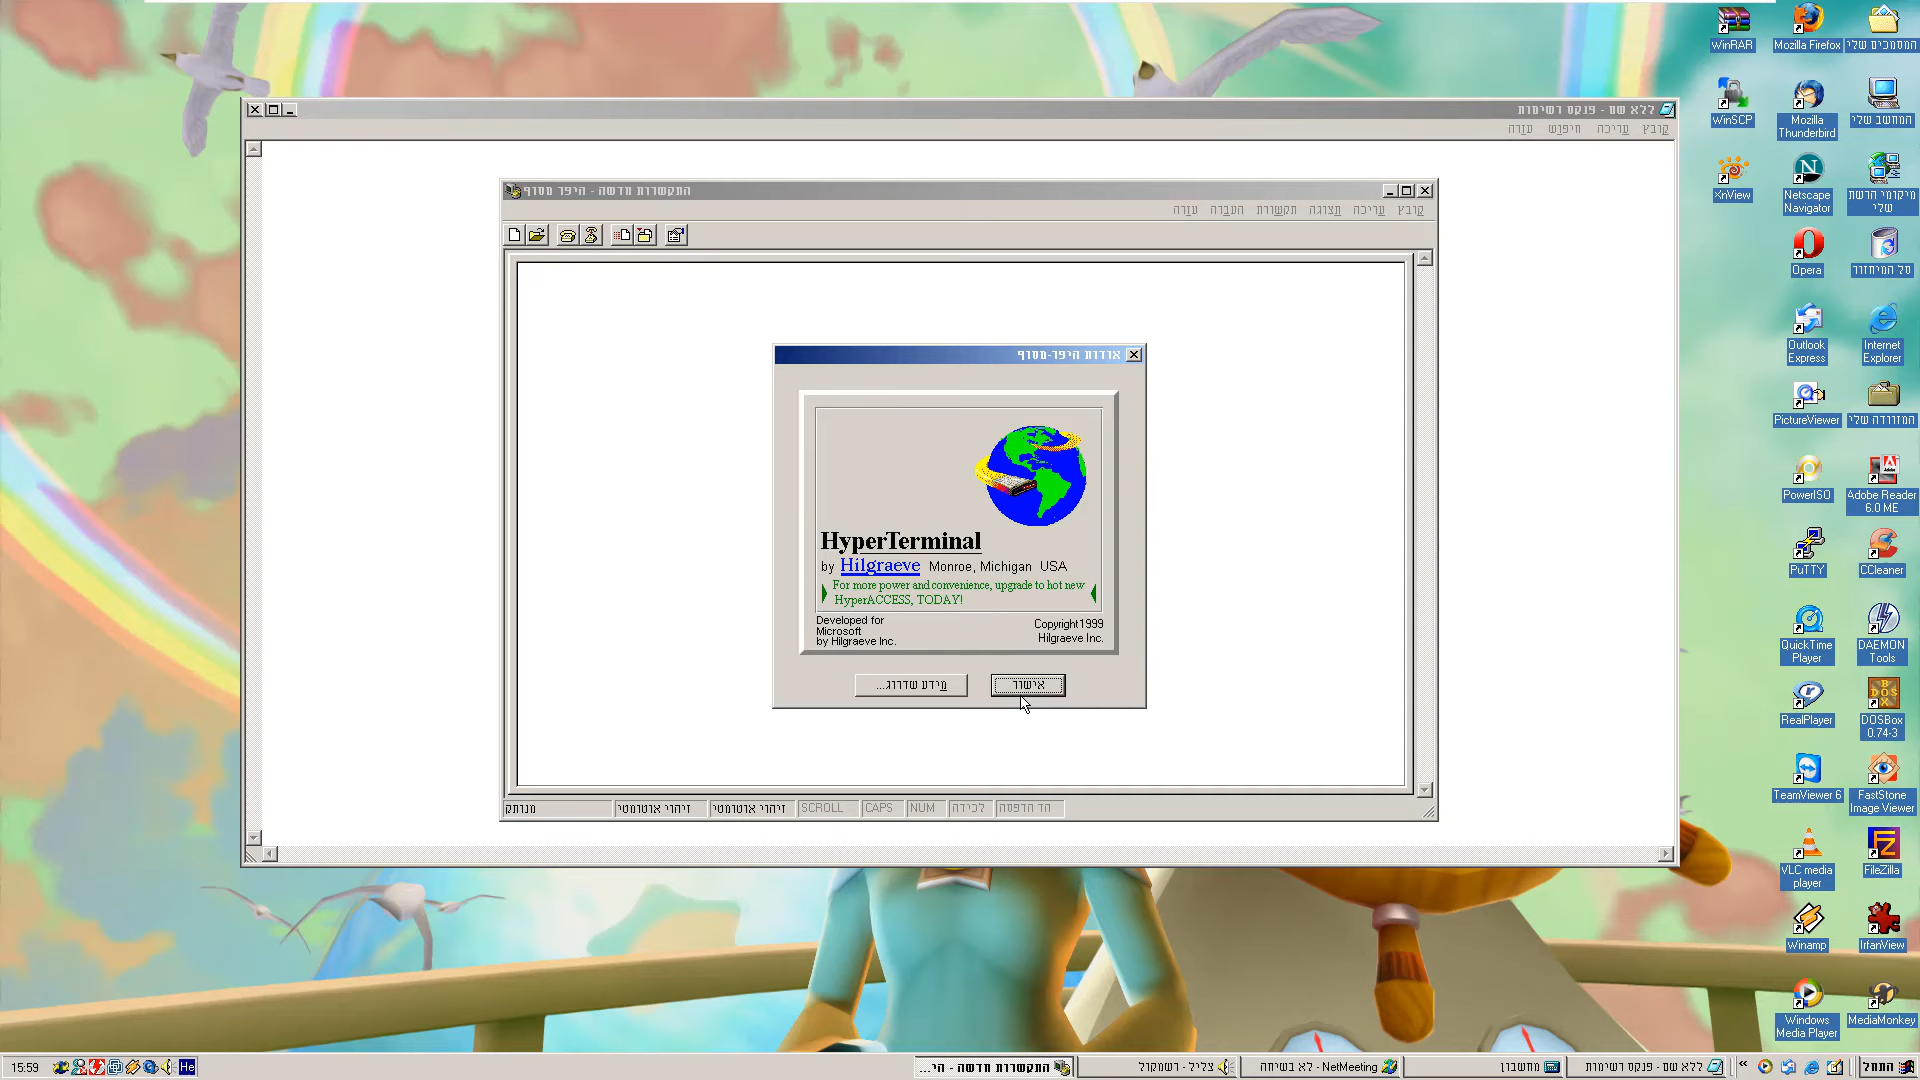 ללא שם - פנקס רשימות
קובץ עריכה חיפוש עזרה
התקשרות חדשה - היפר מסוף
קובץ עריכה תצוגה תקשורת העברה עזרה
אודות היפר-מסוף
HyperTerminal
by Hilgraeve Monroe, Michigan USA
For more power and convenience, upgrade to hot new
HyperACCESS, TODAY!
Developed for
Microsoft
by Hilgraeve Inc.
Copyright1999
Hilgraeve Inc.
אישור
מידע שדרוג...
מנותק
זיהוי אוטומטי
זיהוי אוטומטי
SCROLL
CAPS
NUM
לכידה
הד הדפסה
WinRAR
Mozilla Firefox
המסמכים שלי
WinSCP
Mozilla
Thunderbird
המחשב שלי
XnView
Netscape
Navigator
מיקומי הרשת
שלי
Opera
סל המיחזור
Outlook
Express
Internet
Explorer
PictureViewer
המזוודה שלי
PowerISO
Adobe Reader
6.0 ME
PuTTY
CCleaner
QuickTime
Player
DAEMON
Tools
RealPlayer
DOSBox
0.74-3
TeamViewer 6
FastStone
Image Viewer
VLC media
player
FileZilla
Winamp
IrfanView
Windows
Media Player
MediaMonkey
התחל
ללא שם - פנקס רשימות
מחשבון
NetMeeting - לא בשיחה
צליל - רשמקול
התקשרות חדשה - הי...
He
15:59